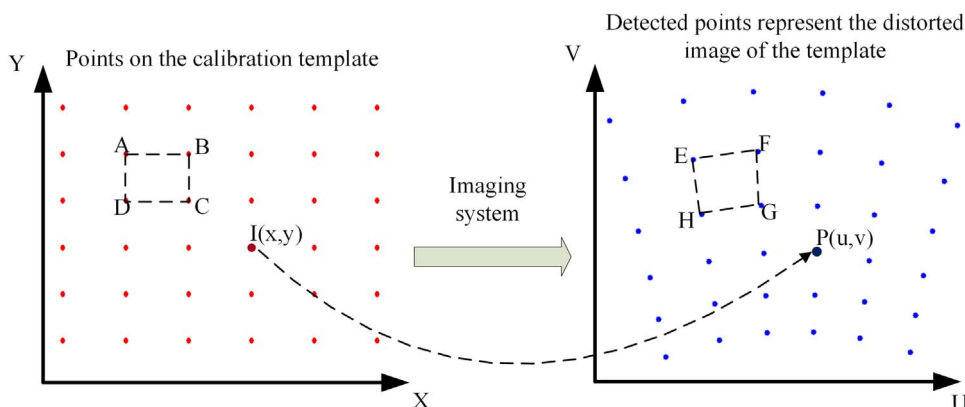 Points on the calibration template
Y
A
B
D
C
I(x,y)
X
Imaging
system
Detected points represent the distorted
image of the template
V
E
F
H
G
P(u,v)
U